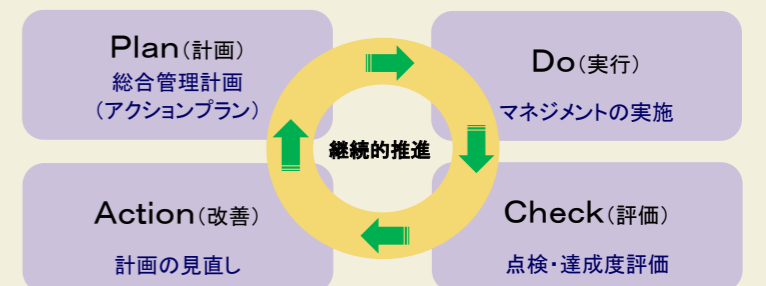 Plan(計画)
総合管理計画
(アクションプラン)
Do(実行)
マネジメントの実施
継続的推進
Action(改善)
計画の見直し
Check(評価)
点検・達成度評価